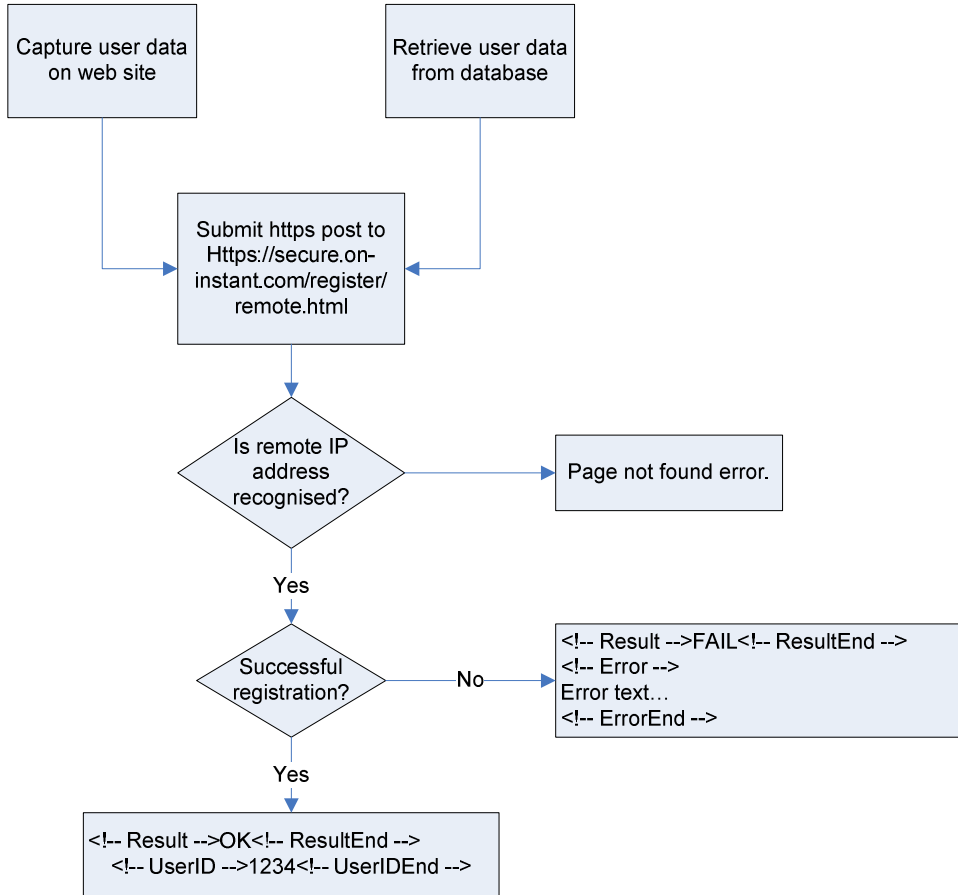 Capture user data
on web site
Retrieve user data
from database
Submit https post to
Https://secure.on-
instant.com/register/
remote.html
Is remote IP
address
recognised?
Page not found error.
Yes
Successful
registration?
No
<!-- Result -->FAIL<!-- ResultEnd -->
<!-- Error -->
Error text…
<!-- ErrorEnd -->
Yes
<!-- Result -->OK<!-- ResultEnd -->
<!-- UserID -->1234<!-- UserIDEnd -->